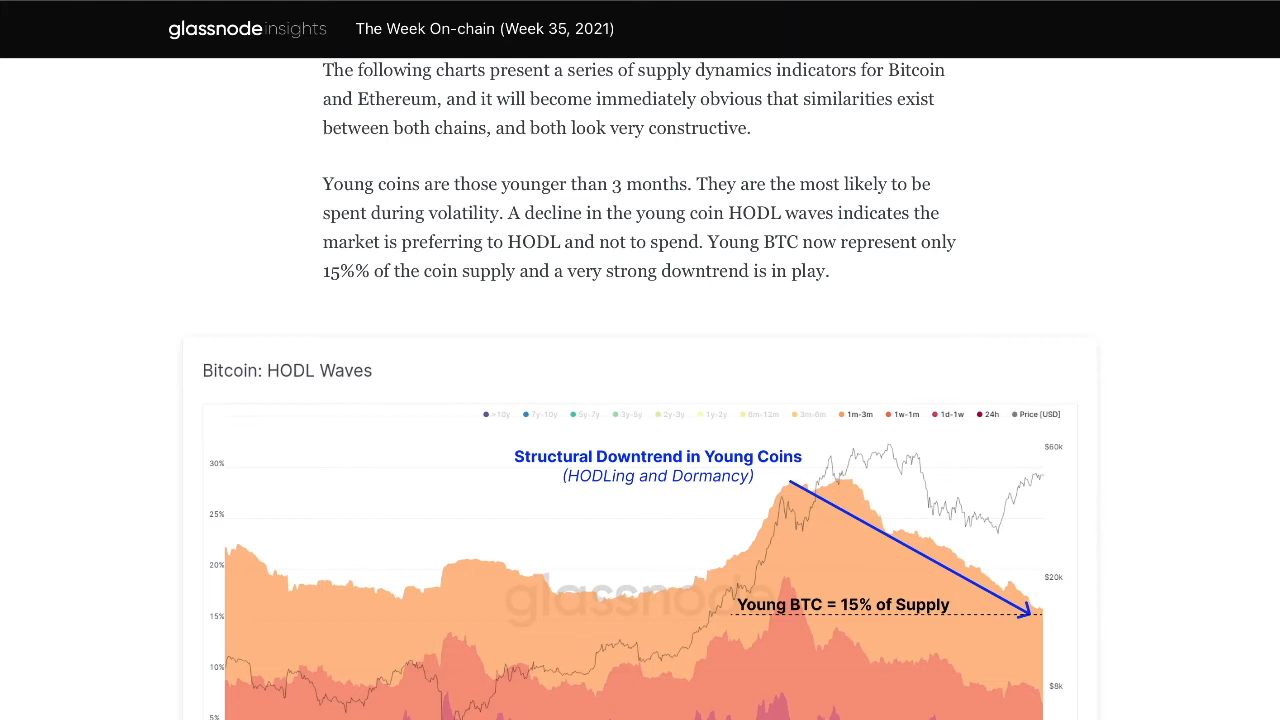 glassnode insights The Week On-chain (Week 35, 2021)
The following charts present a series of supply dynamics indicators for Bitcoin
and Ethereum, and it will become immediately obvious that similarities exist
between both chains, and both look very constructive.
Young coins are those younger than 3 months. They are the most likely to be
spent during volatility. A decline in the young coin HODL waves indicates the
market is preferring to HODL and not to spend. Young BTC now represent only
15%% of the coin supply and a very strong downtrend is in play.
Bitcoin: HODL Waves
>10y 7y-10y 5y-7y 3y-5y 2y-3y 1y-2y 6m-12m 3m-6m 1m-3m 1w-1m 1d-1w 24h Price [USD]
Structural Downtrend in Young Coins
(HODLing and Dormancy)
$60k
30%
25%
20%
$20k
glassnode
Young BTC = 15% of Supply
15%
10%
$8k
5%